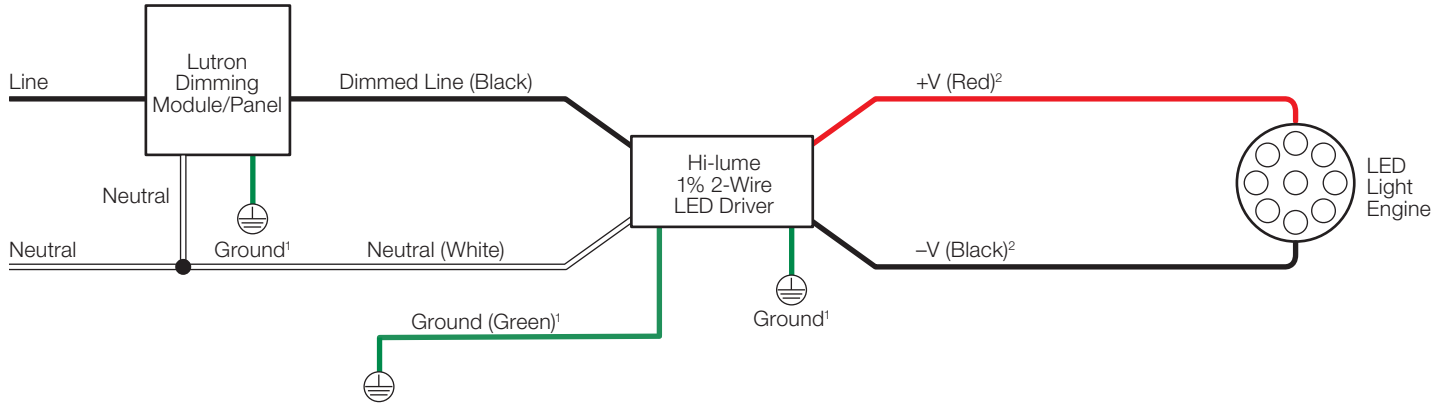 Line
Lutron
Dimming
Module/Panel
Dimmed Line (Black)
+V (Red)²
Hi-lume
1% 2-Wire
LED Driver
LED
Light
Engine
Neutral
Neutral
Ground¹
Neutral (White)
–V (Black)²
Ground (Green)¹
Ground¹